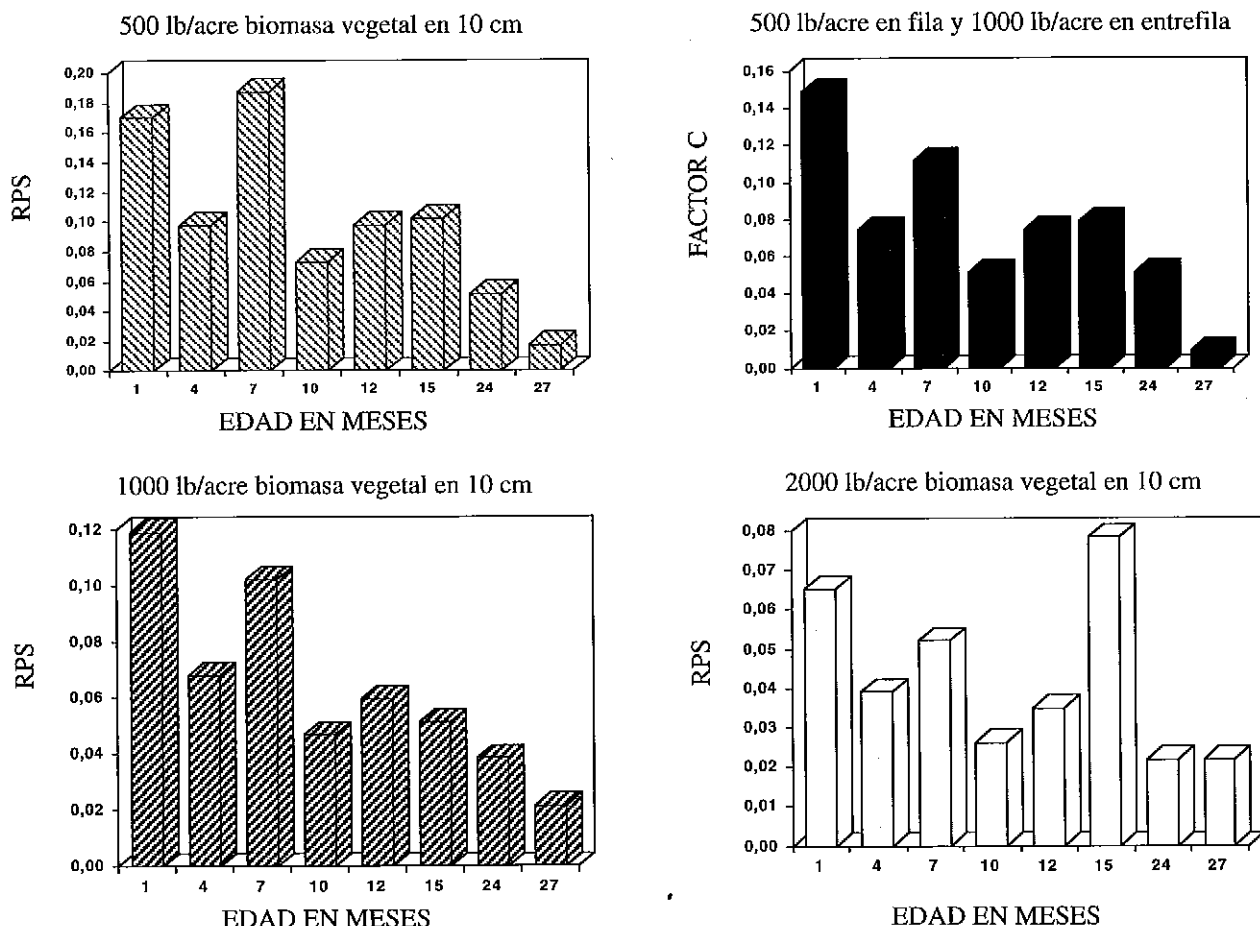 500 lb/acre biomasa vegetal en 10 cm
RPS
0,20
0,18
0,16
0,14
0,12
0,10
0,08
0,06
0,04
0,02
0,00
1 4 7 10 12 15 24 27
EDAD EN MESES
500 lb/acre en fila y 1000 lb/acre en entrefila
FACTOR C
0,16
0,14
0,12
0,10
0,08
0,06
0,04
0,02
0,00
1 4 7 10 12 15 24 27
EDAD EN MESES
1000 lb/acre biomasa vegetal en 10 cm
RPS
0,12
0,10
0,08
0,06
0,04
0,02
0,00
1 4 7 10 12 15 24 27
EDAD EN MESES
2000 lb/acre biomasa vegetal en 10 cm
RPS
0,08
0,07
0,06
0,05
0,04
0,03
0,02
0,01
0,00
1 4 7 10 12 15 24 27
EDAD EN MESES